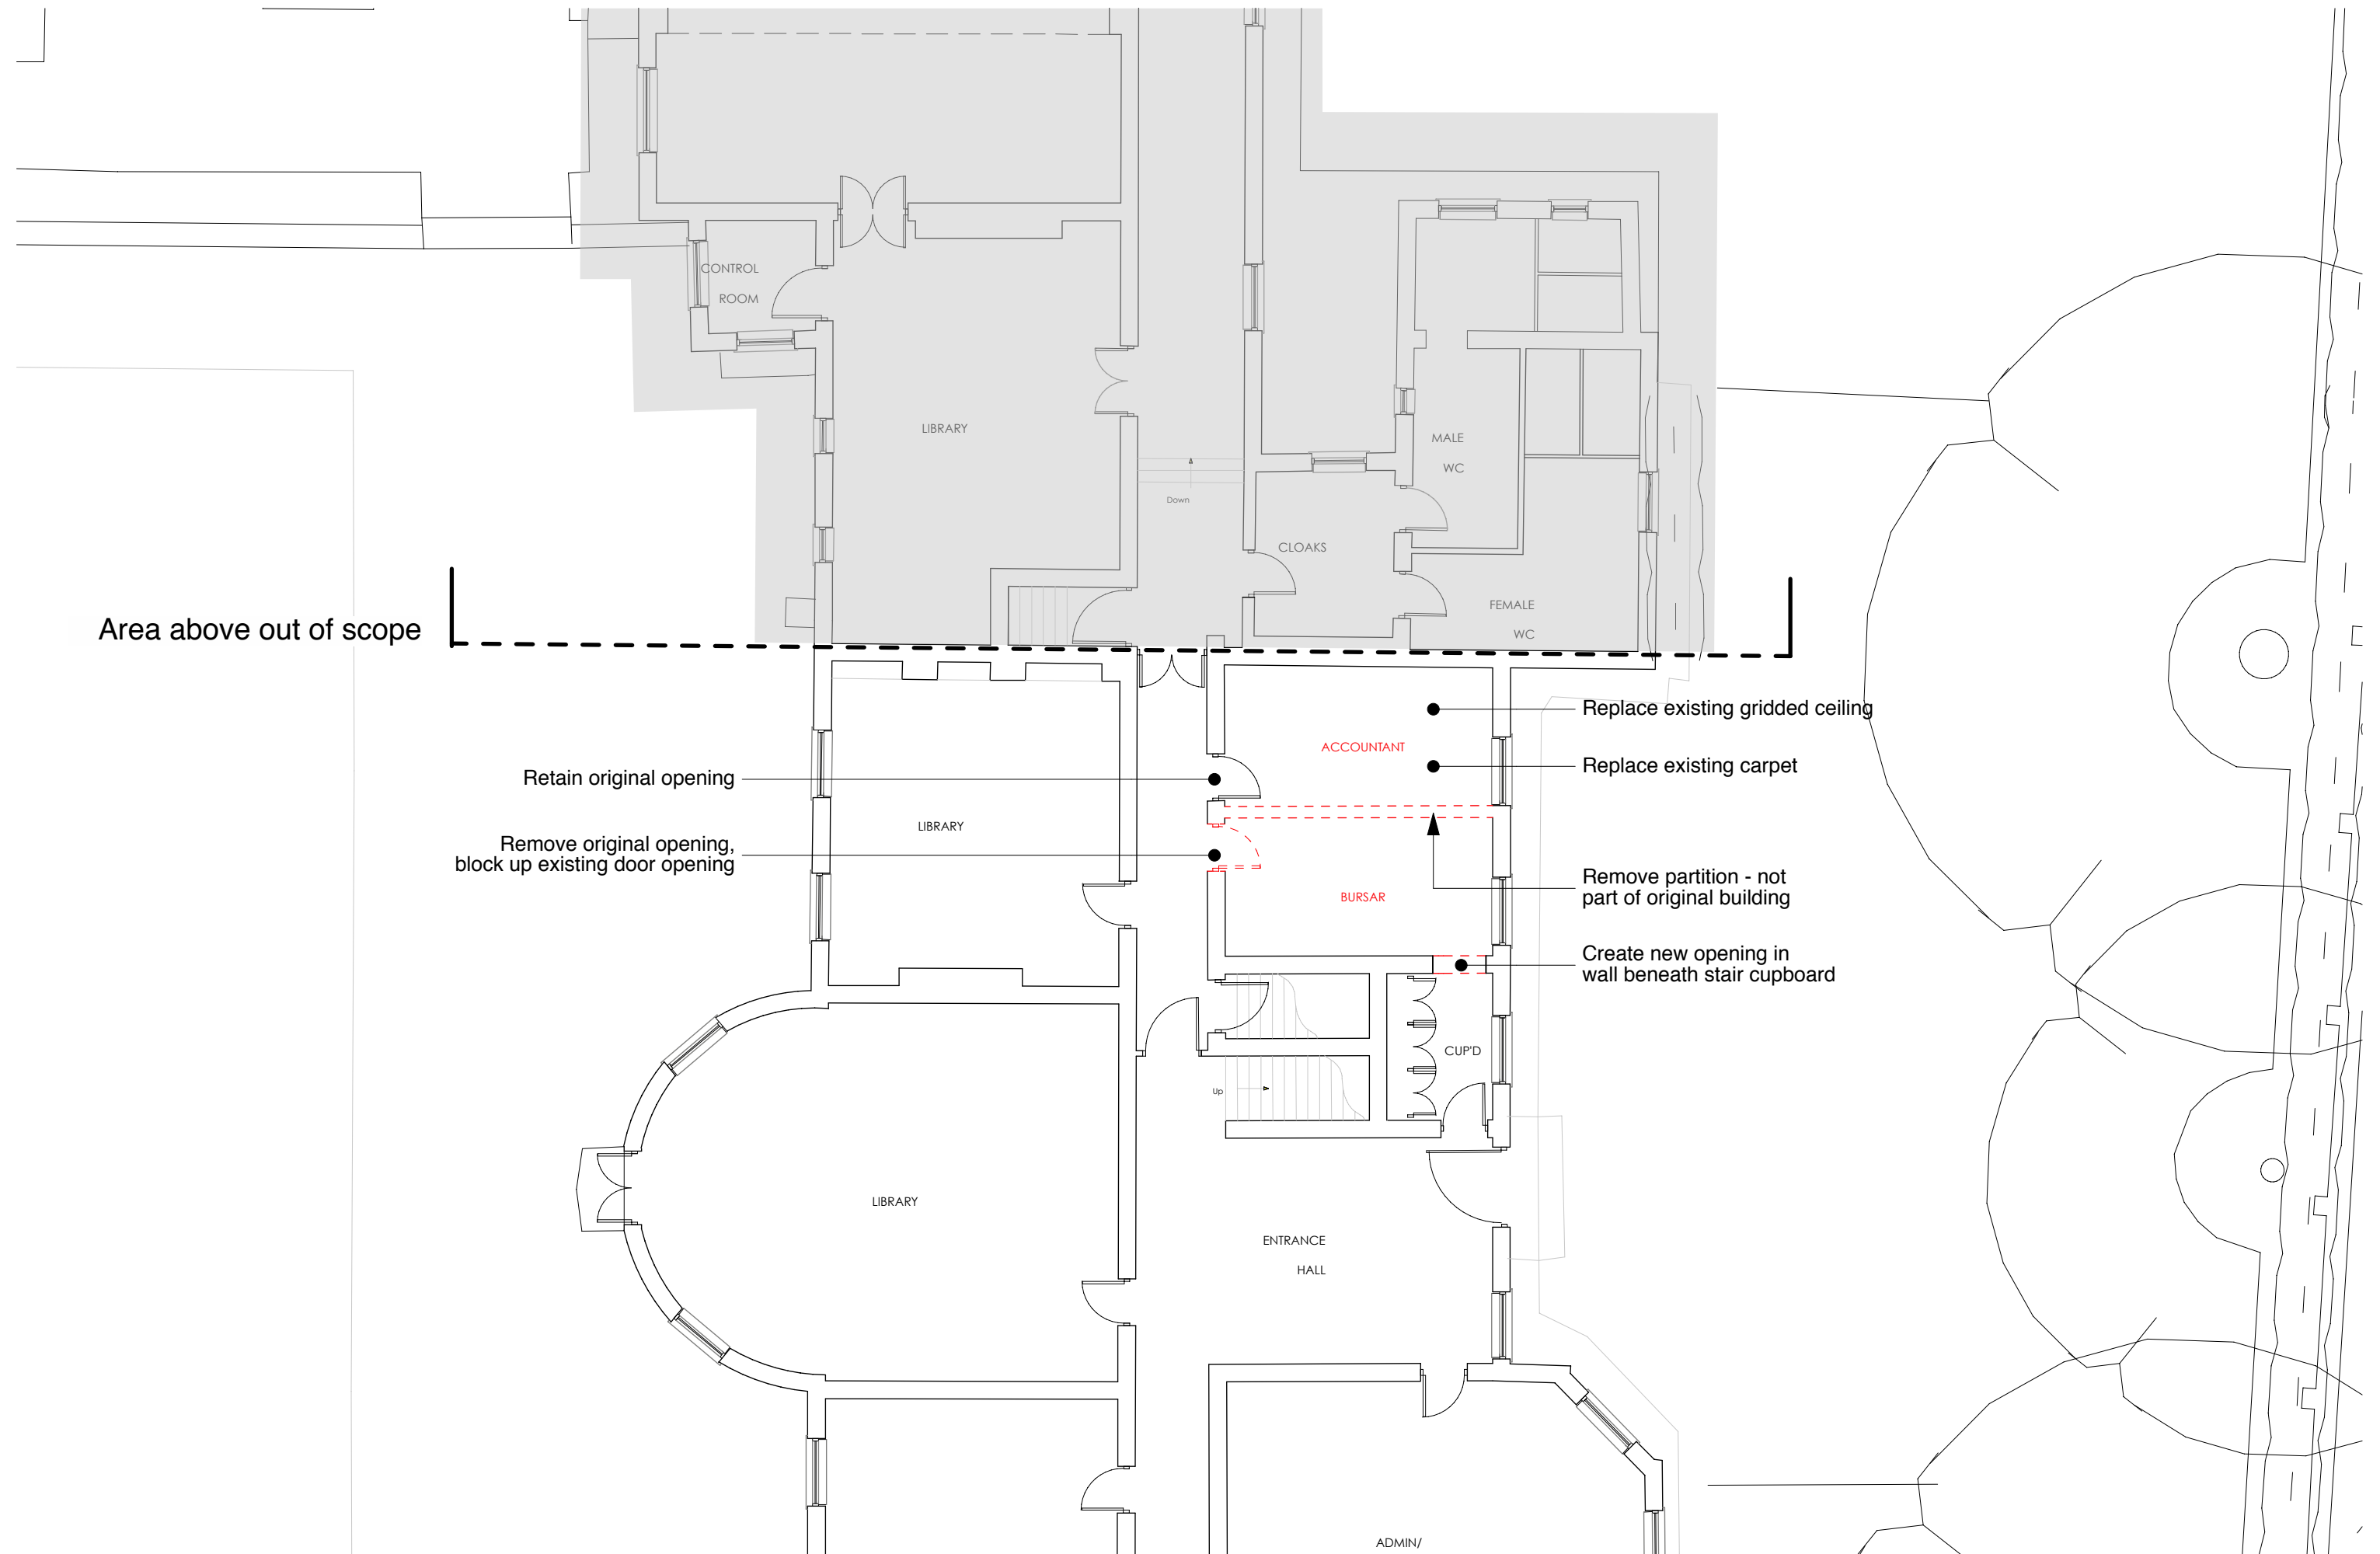 CONTROL
ROOM
LIBRARY
MALE
WC
Down
CLOAKS
FEMALE
WC
Area above out of scope
Replace existing gridded ceiling
ACCOUNTANT
Replace existing carpet
Retain original opening
LIBRARY
Remove original opening,
block up existing door opening
Remove partition - not
part of original building
BURSAR
Create new opening in
wall beneath stair cupboard
CUP'D
Up
LIBRARY
ENTRANCE
HALL
ADMIN/